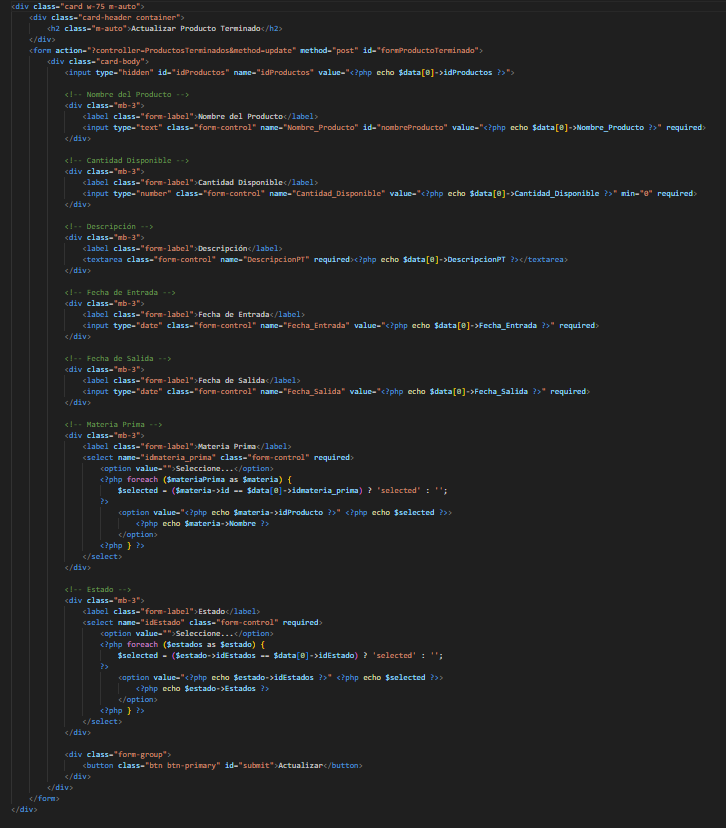 <div class="card w-75 m-auto">
<div class="card-header container">
<h2 class="m-auto">Actualizar Producto Terminado</h2>
</div>
<form action="?controller=ProductosTerminados&method=update" method="post" id="formProductoTerminado">
<div class="card-body">
<input type="hidden" id="idProductos" name="idProductos" value="<?php echo $data[0]->idProductos ?>">
<!-- Nombre del Producto -->
<div class="mb-3">
<label class="form-label">Nombre del Producto</label>
<input type="text" class="form-control" name="Nombre_Producto" id="nombreProducto" value="<?php echo $data[0]->Nombre_Producto ?>" required>
</div>
<!-- Cantidad Disponible -->
<div class="mb-3">
<label class="form-label">Cantidad Disponible</label>
<input type="number" class="form-control" name="Cantidad_Disponible" value="<?php echo $data[0]->Cantidad_Disponible ?>" min="0" required>
</div>
<!-- Descripción -->
<div class="mb-3">
<label class="form-label">Descripción</label>
<textarea class="form-control" name="DescripcionPT" required><?php echo $data[0]->DescripcionPT ?></textarea>
</div>
<!-- Fecha de Entrada -->
<div class="mb-3">
<label class="form-label">Fecha de Entrada</label>
<input type="date" class="form-control" name="Fecha_Entrada" value="<?php echo $data[0]->Fecha_Entrada ?>" required>
</div>
<!-- Fecha de Salida -->
<div class="mb-3">
<label class="form-label">Fecha de Salida</label>
<input type="date" class="form-control" name="Fecha_Salida" value="<?php echo $data[0]->Fecha_Salida ?>" required>
</div>
<!-- Materia Prima -->
<div class="mb-3">
<label class="form-label">Materia Prima</label>
<select name="idmateria_prima" class="form-control" required>
<option value="">Seleccione...</option>
<?php foreach ($materiaPrima as $materia) {
$selected = ($materia->id == $data[0]->idmateria_prima) ? 'selected' : '';
?>
<option value="<?php echo $materia->idProducto ?>" <?php echo $selected ?>>
<?php echo $materia->Nombre ?>
</option>
<?php } ?>
</select>
</div>
<!-- Estado -->
<div class="mb-3">
<label class="form-label">Estado</label>
<select name="idEstado" class="form-control" required>
<option value="">Seleccione...</option>
<?php foreach ($estados as $estado) {
$selected = ($estado->idEstados == $data[0]->idEstado) ? 'selected' : '';
?>
<option value="<?php echo $estado->idEstados ?>" <?php echo $selected ?>>
<?php echo $estado->Estados ?>
</option>
<?php } ?>
</select>
</div>
<div class="form-group">
<button class="btn btn-primary" id="submit">Actualizar</button>
</div>
</div>
</form>
</div>